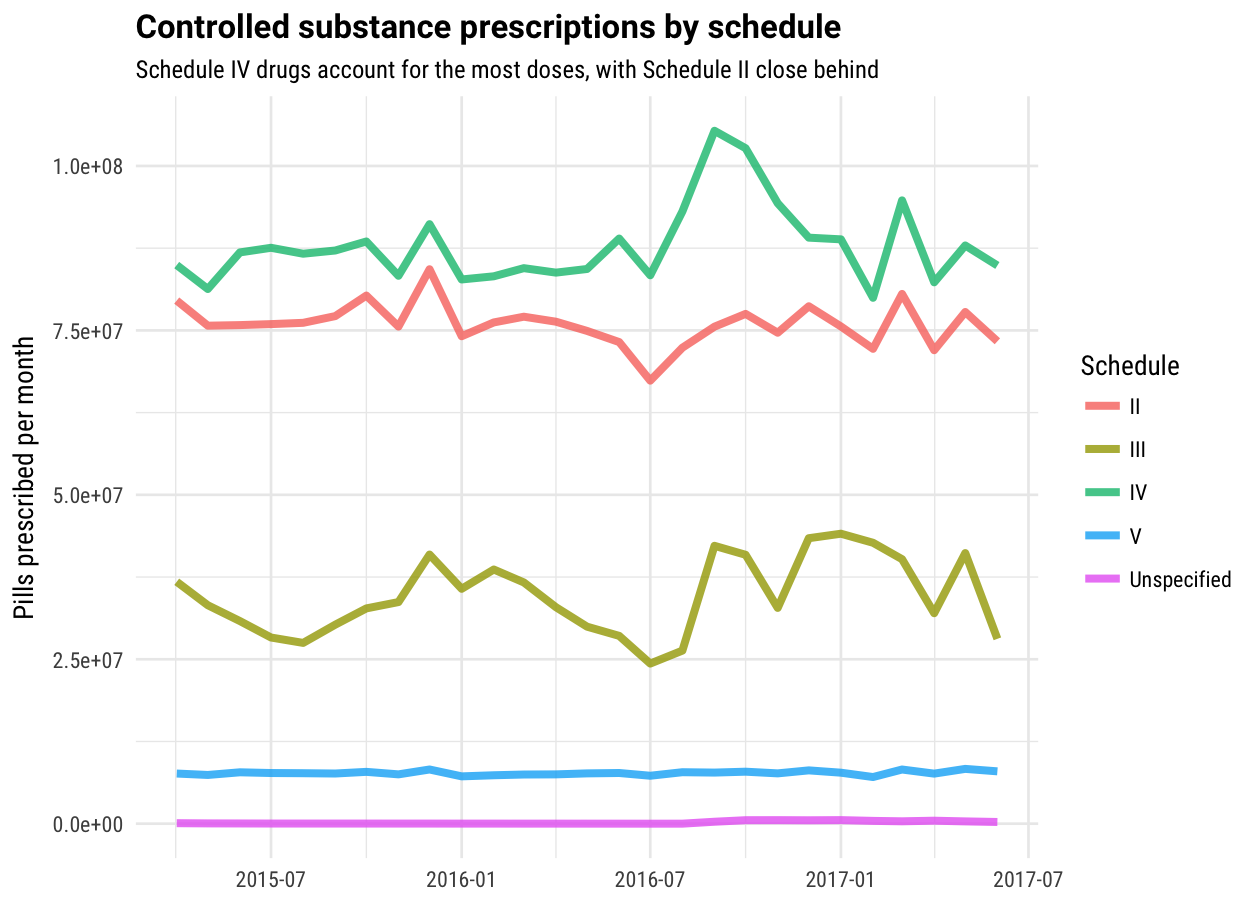 Controlled substance prescriptions by schedule
Schedule IV drugs account for the most doses, with Schedule II close behind
Pills prescribed per month
1.0e+08
7.5e+07
5.0e+07
2.5e+07
0.0e+00
2015-07
2016-01
2016-07
2017-01
2017-07
Schedule
II
III
IV
V
Unspecified